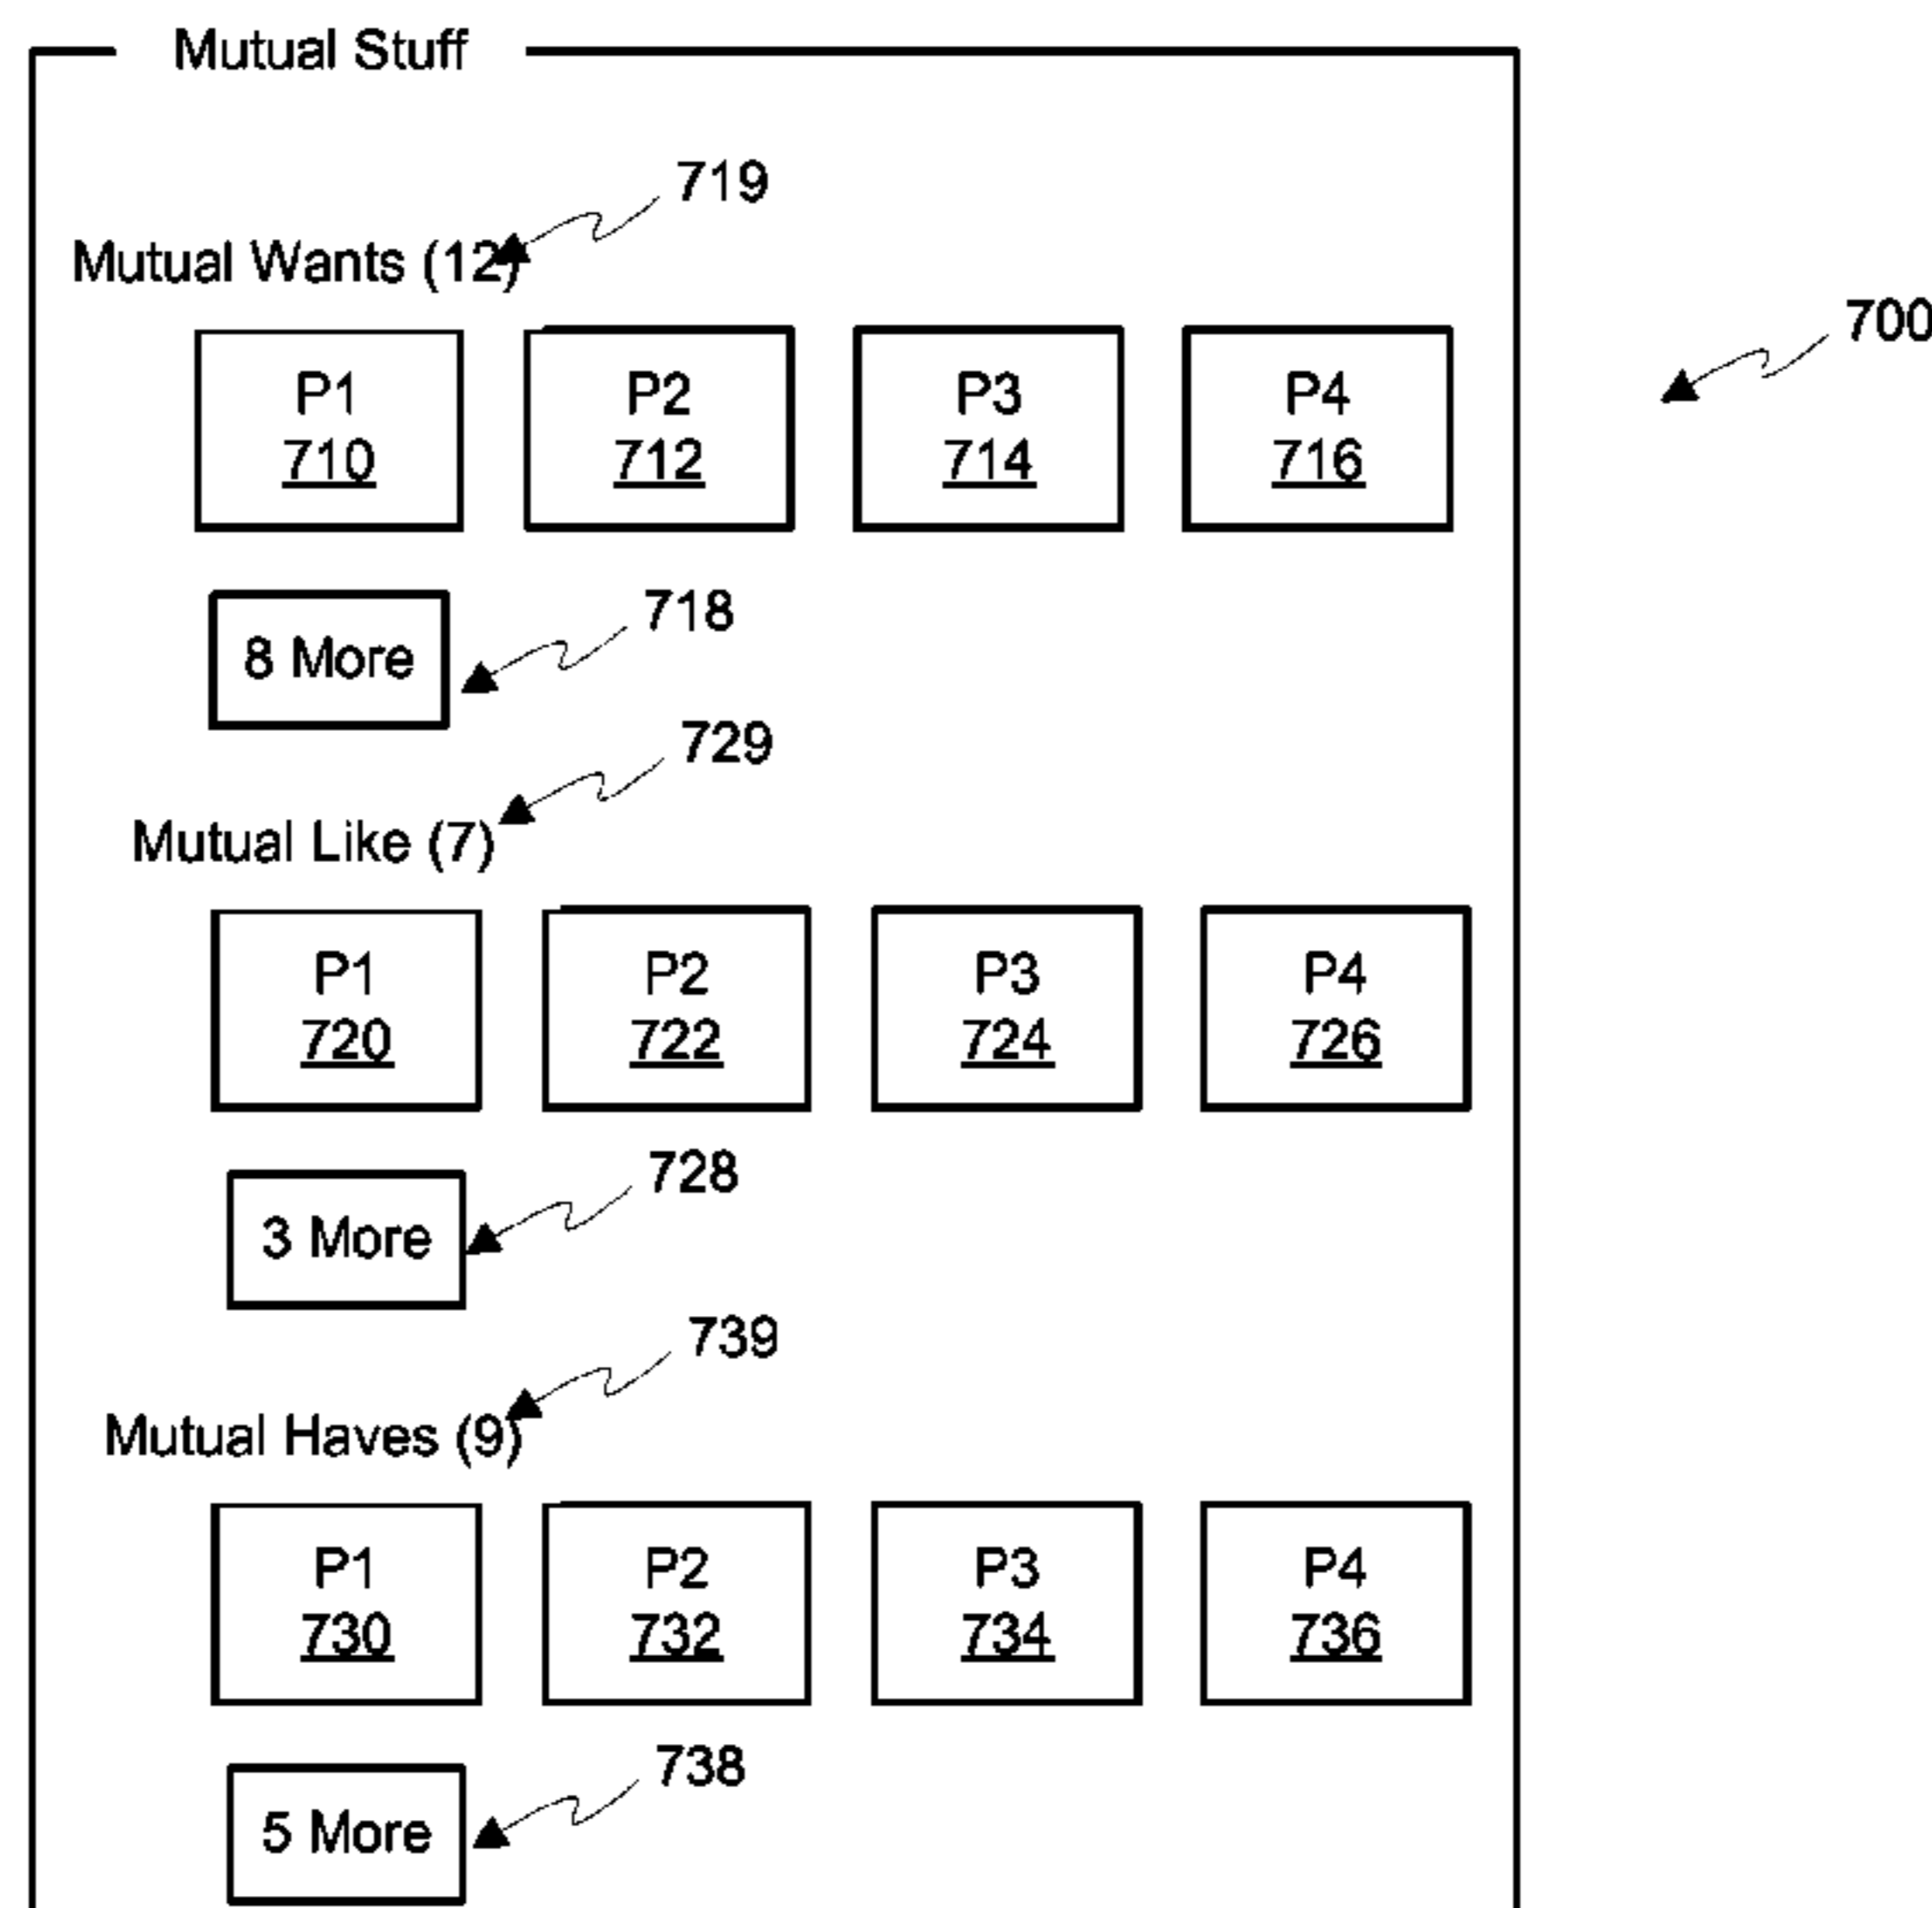 Mutual Stuff
719
Mutual Wants (12)
700
P1 P2 P3 P4
710 712 714 716
718
8 More
729
Mutual Like (7)
P1 P2 P3 P4
720 722 724 726
728
3 More
739
Mutual Haves (9)
P1 P2 P3 P4
730 732 734 736
738
5 More